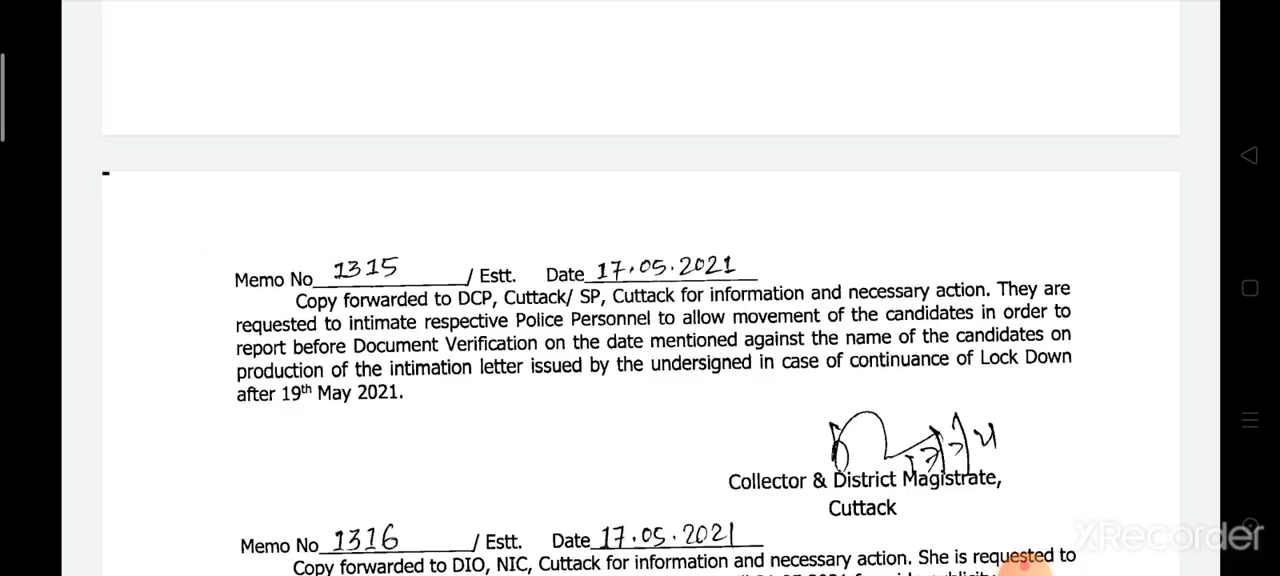 Memo No 1315 / Estt. Date 17.05.2021
Copy forwarded to DCP, Cuttack/ SP, Cuttack for information and necessary action. They are
requested to intimate respective Police Personnel to allow movement of the candidates in order to
report before Document Verification on the date mentioned against the name of the candidates on
production of the intimation letter issued by the undersigned in case of continuance of Lock Down
after 19th May 2021.
Collector & District Magistrate,
Cuttack
Memo No 1316 / Estt. Date 17.05.2021
Copy forwarded to DIO, NIC, Cuttack for information and necessary action. She is requested to
XRecorder